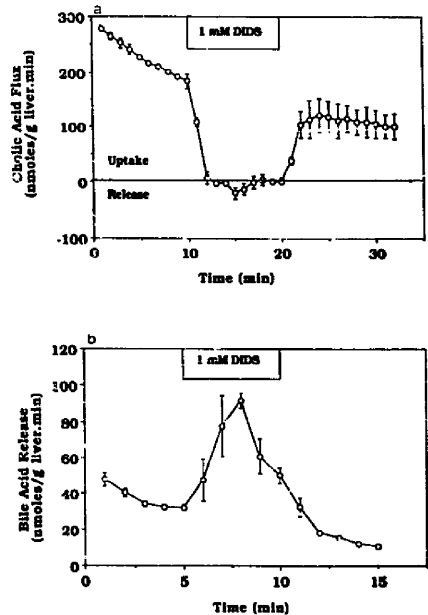 a
1 mM DIDS
Cholic Acid Flux
(nmoles/g liver.min)
300
200
100
0
-100
Uptake
Release
0
10
20
30
Time (min)
b
1 mM DIDS
Bile Acid Release
(nmoles/g liver.min)
120
100
80
60
40
20
0
0
5
10
15
Time (min)